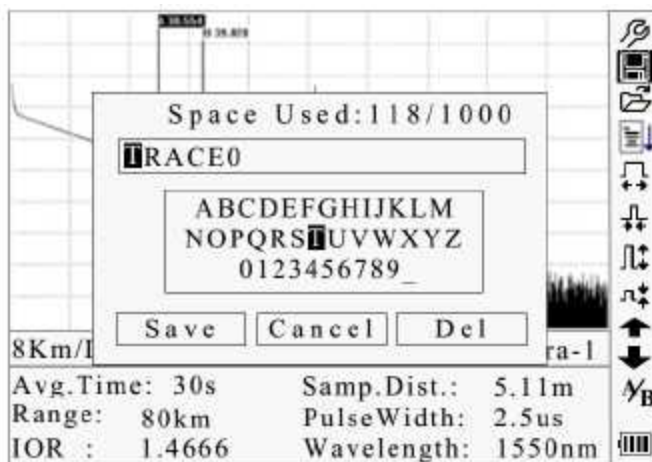 Space Used:118/1000
TRACE0
ABCDEFGHIJKLM
NOPQRSTUVWXYZ
0123456789_
Save Cancel Del
8Km/ ra-1
Avg.Time: 30s Samp.Dist.: 5.11m
Range: 80km PulseWidth: 2.5us
IOR : 1.4666 Wavelength: 1550nm
A/B